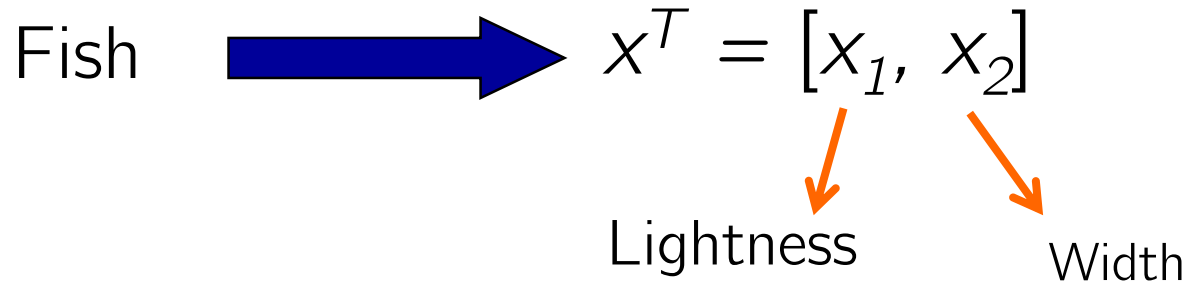 Fish
x^T = [x_1, x_2]
Lightness
Width